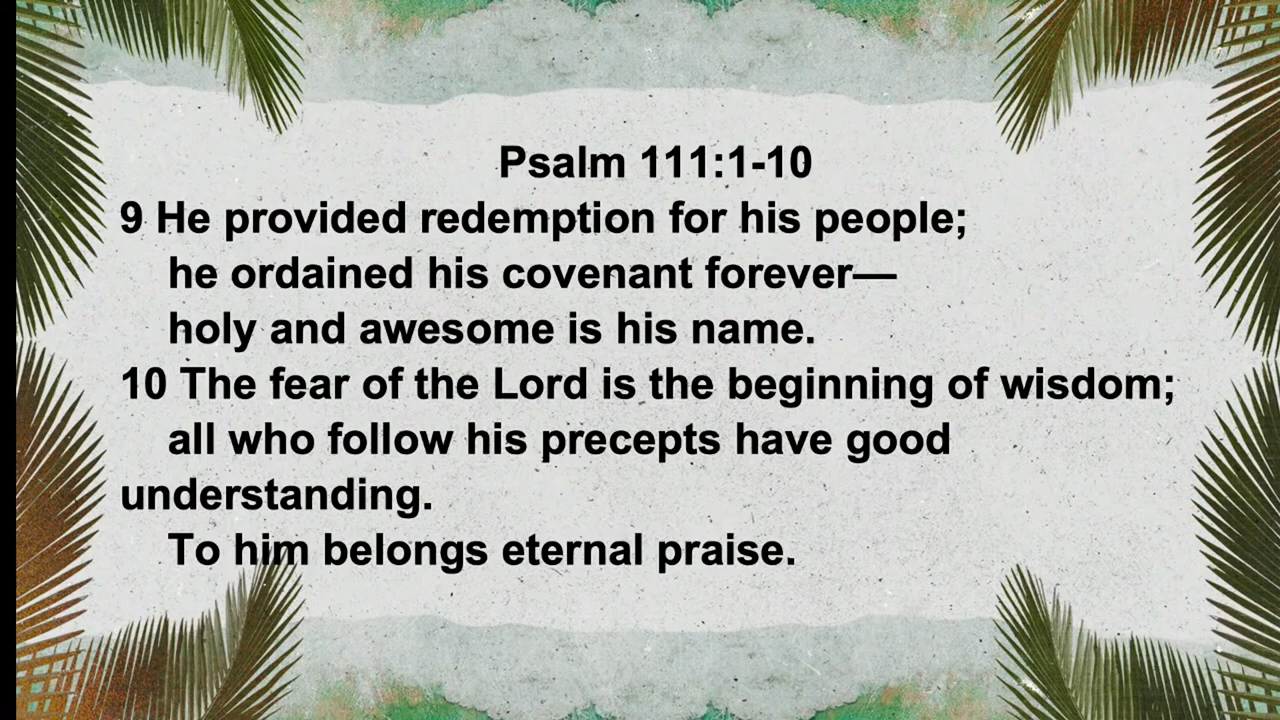 Psalm 111:1-10
9 He provided redemption for his people;
he ordained his covenant forever—
holy and awesome is his name.
10 The fear of the Lord is the beginning of wisdom;
all who follow his precepts have good
understanding.
To him belongs eternal praise.